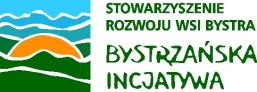 STOWARZYSZENIE
ROZWOJU WSI BYSTRA
BYSTRZAŃSKA
INCJATYWA